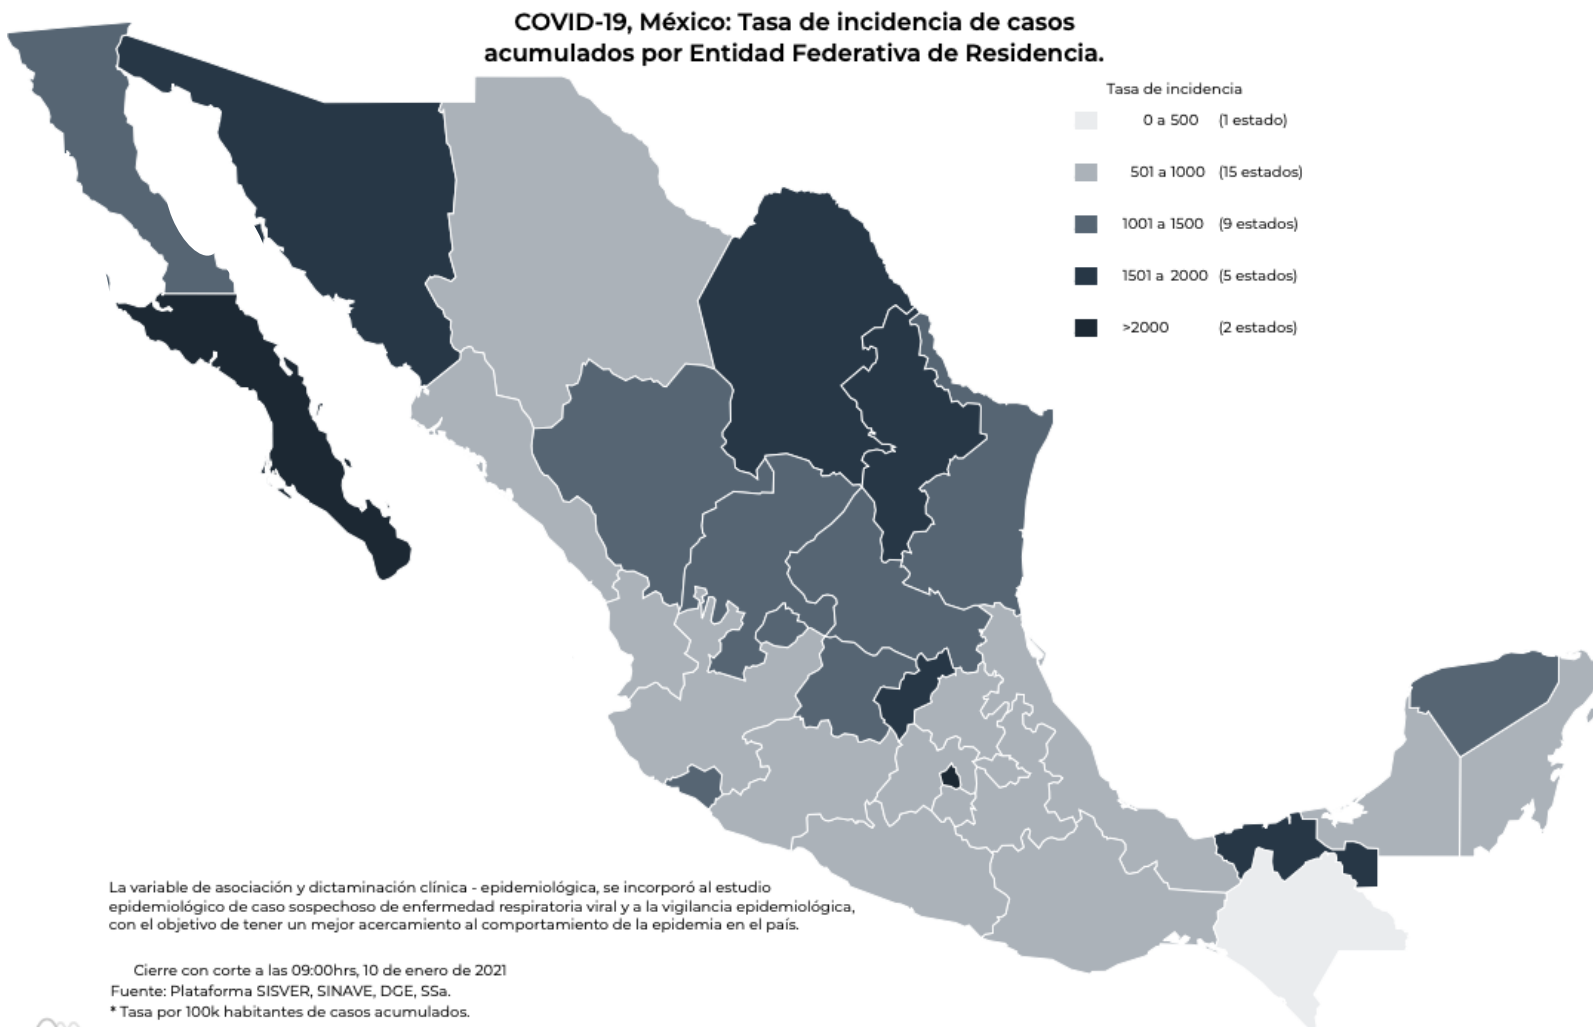 COVID-19, México: Tasa de incidencia de casos
acumulados por Entidad Federativa de Residencia.
Tasa de incidencia
0 a 500 (1 estado)
501 a 1000 (15 estados)
1001 a 1500 (9 estados)
1501 a 2000 (5 estados)
>2000 (2 estados)
La variable de asociación y dictaminación clínica - epidemiológica, se incorporó al estudio
epidemiológico de caso sospechoso de enfermedad respiratoria viral y a la vigilancia epidemiológica,
con el objetivo de tener un mejor acercamiento al comportamiento de la epidemia en el país.
Cierre con corte a las 09:00hrs, 10 de enero de 2021
Fuente: Plataforma SISVER, SINAVE, DGE, SSa.
* Tasa por 100k habitantes de casos acumulados.